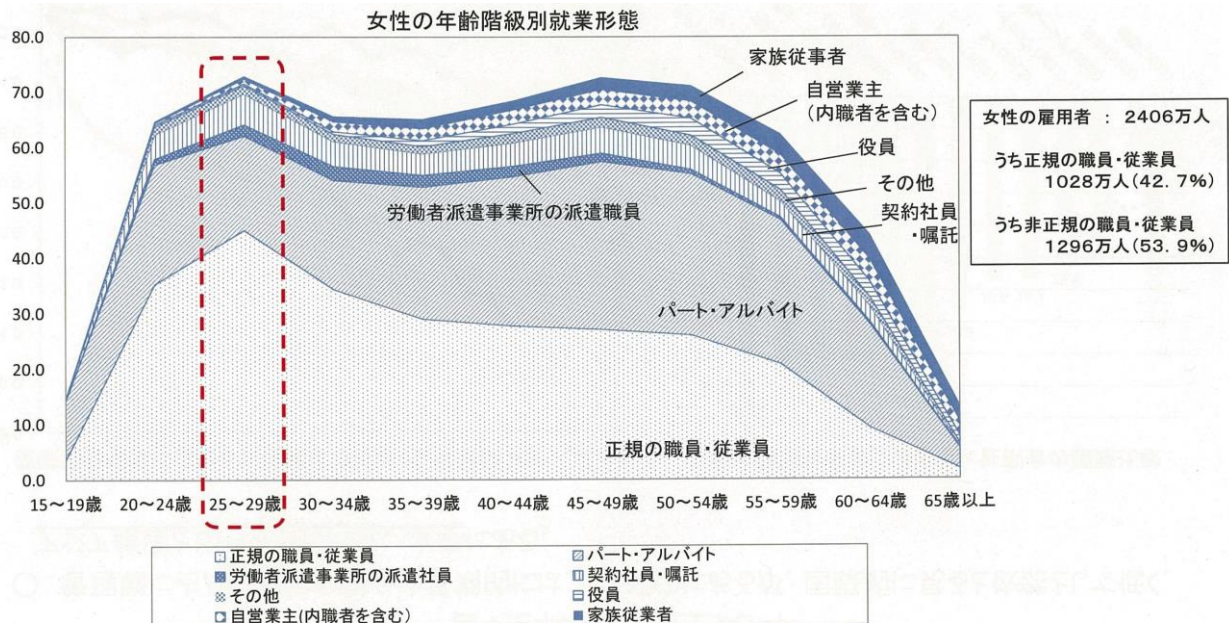 女性の年齢階級別就業形態
80.0
70.0
60.0
50.0
40.0
30.0
20.0
10.0
0.0
家族従事者
自営業主
(内職者を含む)
役員
その他
契約社員
・嘱託
労働者派遣事業所の派遣職員
パート・アルバイト
正規の職員・従業員
15～19歳 20～24歳 25～29歳 30～34歳 35～39歳 40～44歳 45～49歳 50～54歳 55～59歳 60～64歳 65歳以上
女性の雇用者 : 2406万人
うち正規の職員・従業員
1028万人(42.7%)
うち非正規の職員・従業員
1296万人(53.9%)
正規の職員・従業員 パート・アルバイト
労働者派遣事業所の派遣社員 契約社員・嘱託
その他 役員
自営業主(内職者を含む) 家族従業者